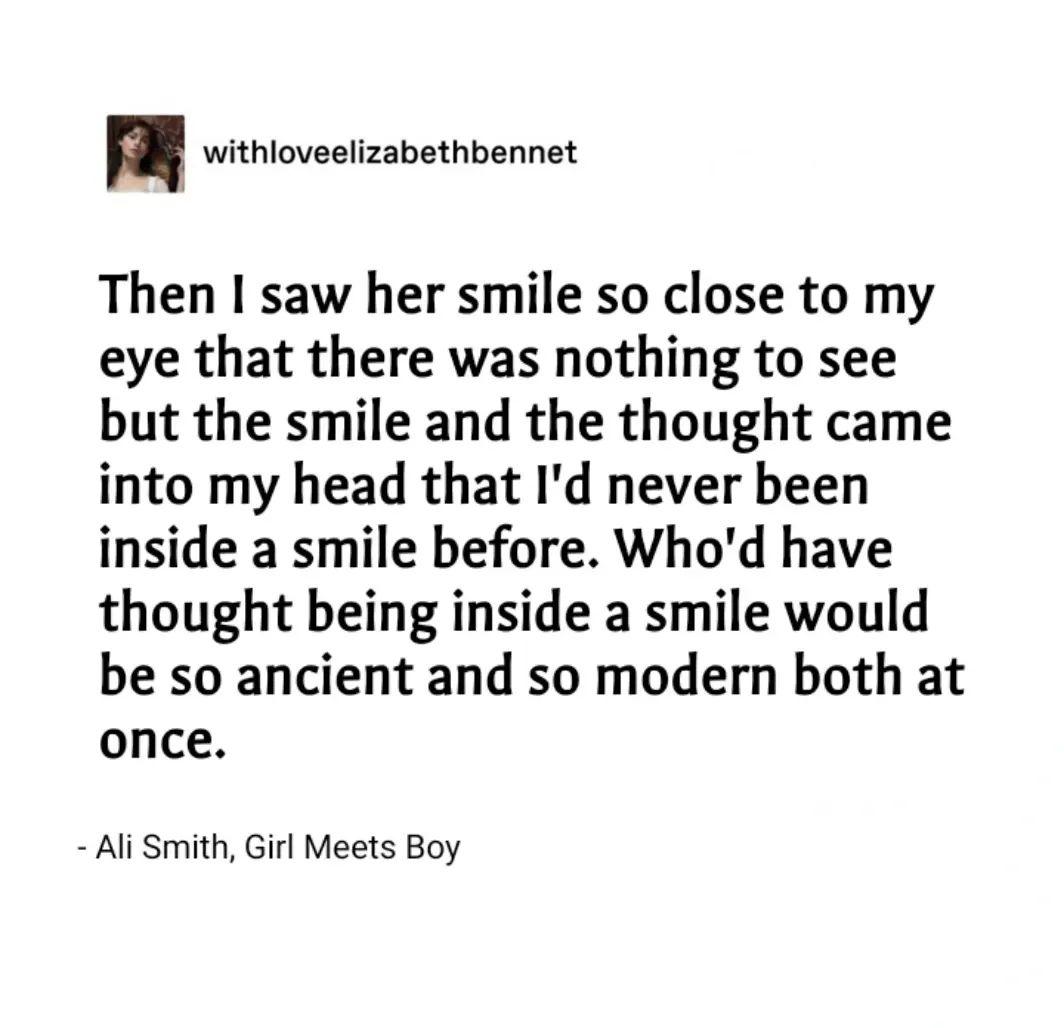 withloveelizabethbennet
Then I saw her smile so close to my
eye that there was nothing to see
but the smile and the thought came
into my head that I'd never been
inside a smile before. Who'd have
thought being inside a smile would
be so ancient and so modern both at
once.
- Ali Smith, Girl Meets Boy